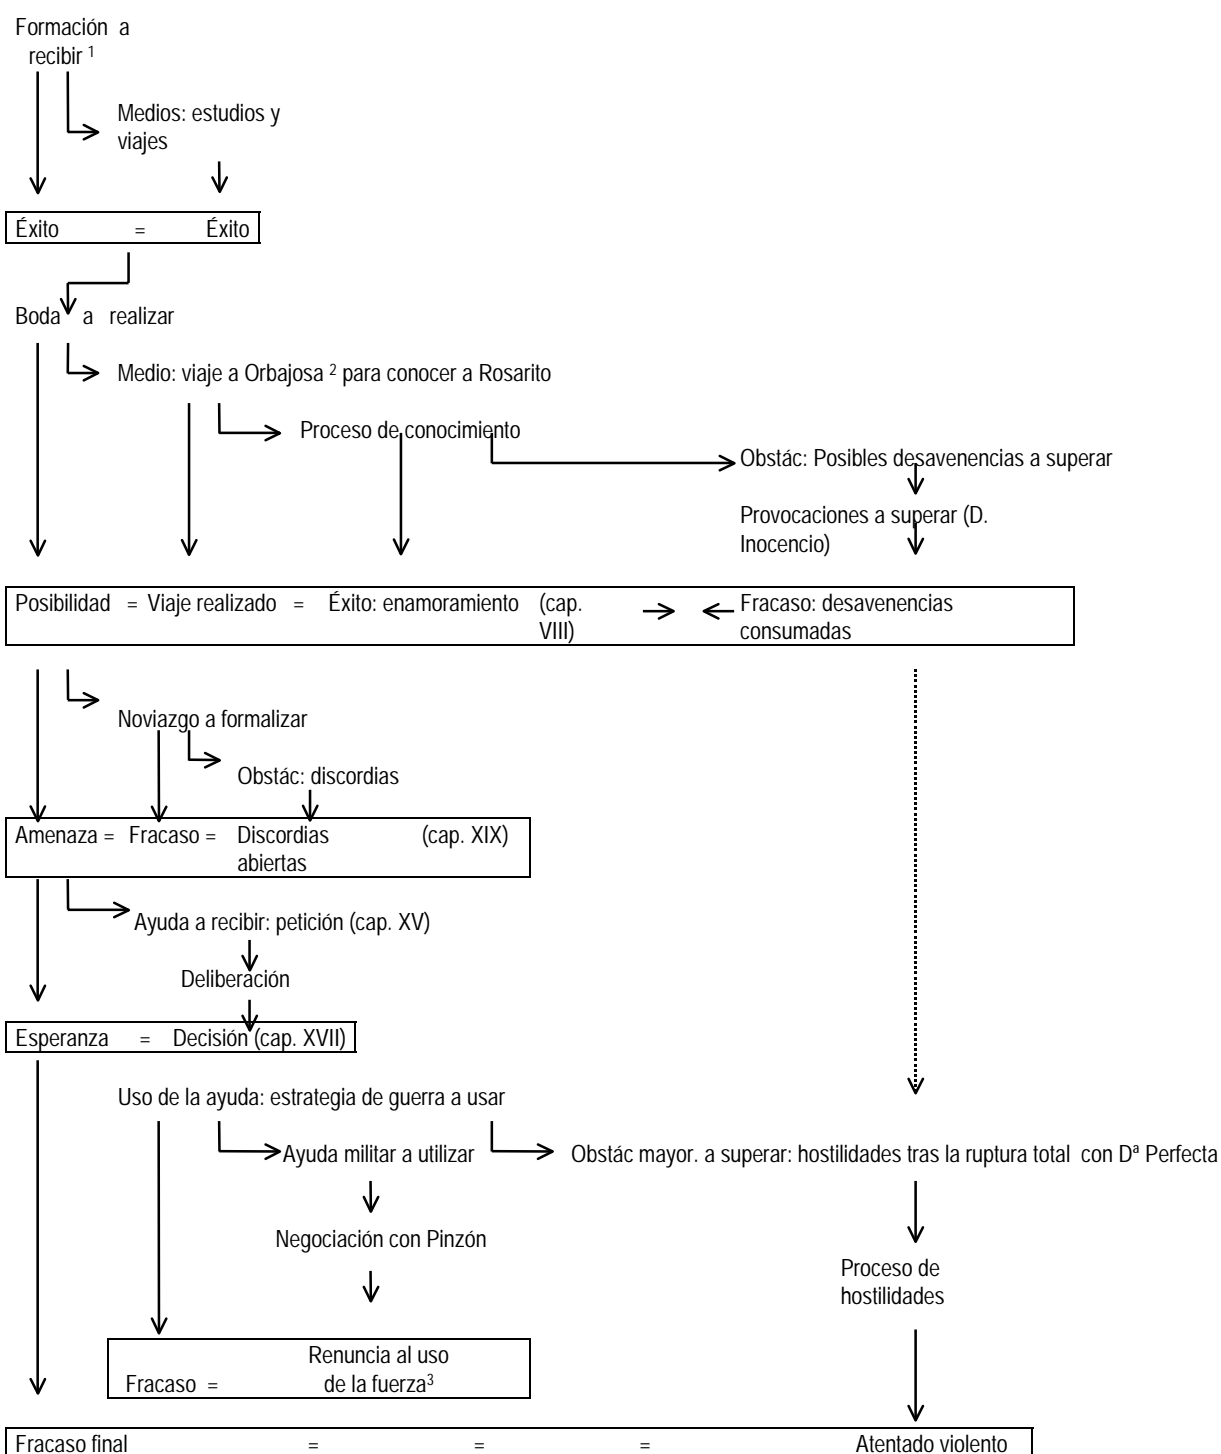 Formación a
recibir 1
Medios: estudios y
viajes
Éxito = Éxito
Boda a realizar
Medio: viaje a Orbajosa 2 para conocer a Rosarito
Proceso de conocimiento
Obstác: Posibles desavenencias a superar
Provocaciones a superar (D.
Inocencio)
Posibilidad = Viaje realizado = Éxito: enamoramiento (cap. Fracaso: desavenencias
VIII) consumadas
Noviazgo a formalizar
Obstác: discordias
Amenaza = Fracaso = Discordias (cap. XIX)
abiertas
Ayuda a recibir: petición (cap. XV)
Deliberación
Esperanza = Decisión (cap. XVII)
Uso de la ayuda: estrategia de guerra a usar
Ayuda militar a utilizar Obstác mayor. a superar: hostilidades tras la ruptura total con Dª Perfecta
Negociación con Pinzón
Proceso de
hostilidades
Renuncia al uso
Fracaso = de la fuerza3
Fracaso final = = = Atentado violento